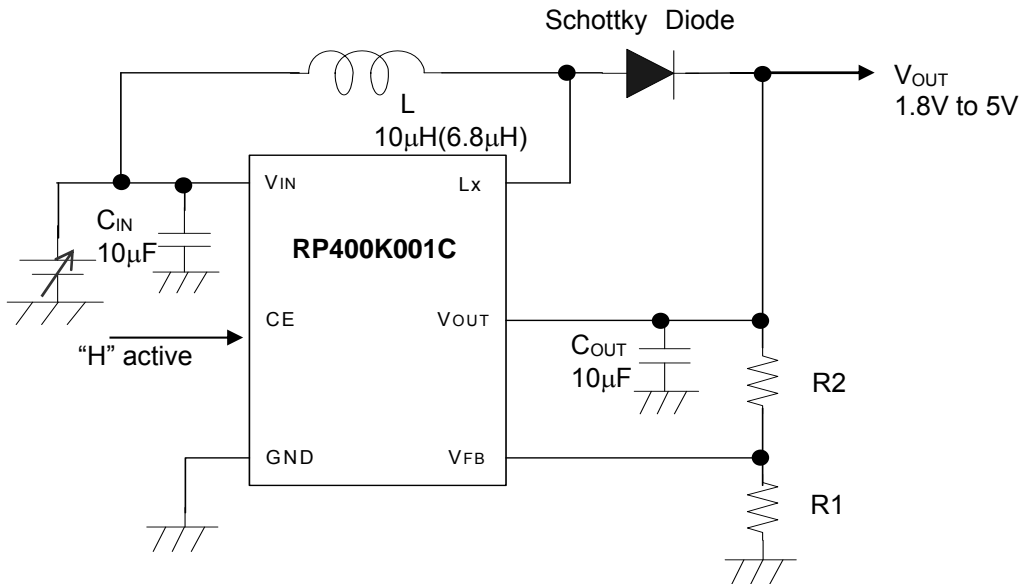 Schottky Diode
VOUT
1.8V to 5V
L
10μH(6.8μH)
VIN
LX
CIN
10μF
RP400K001C
CE
VOUT
"H" active
COUT
10μF
R2
GND
VFB
R1